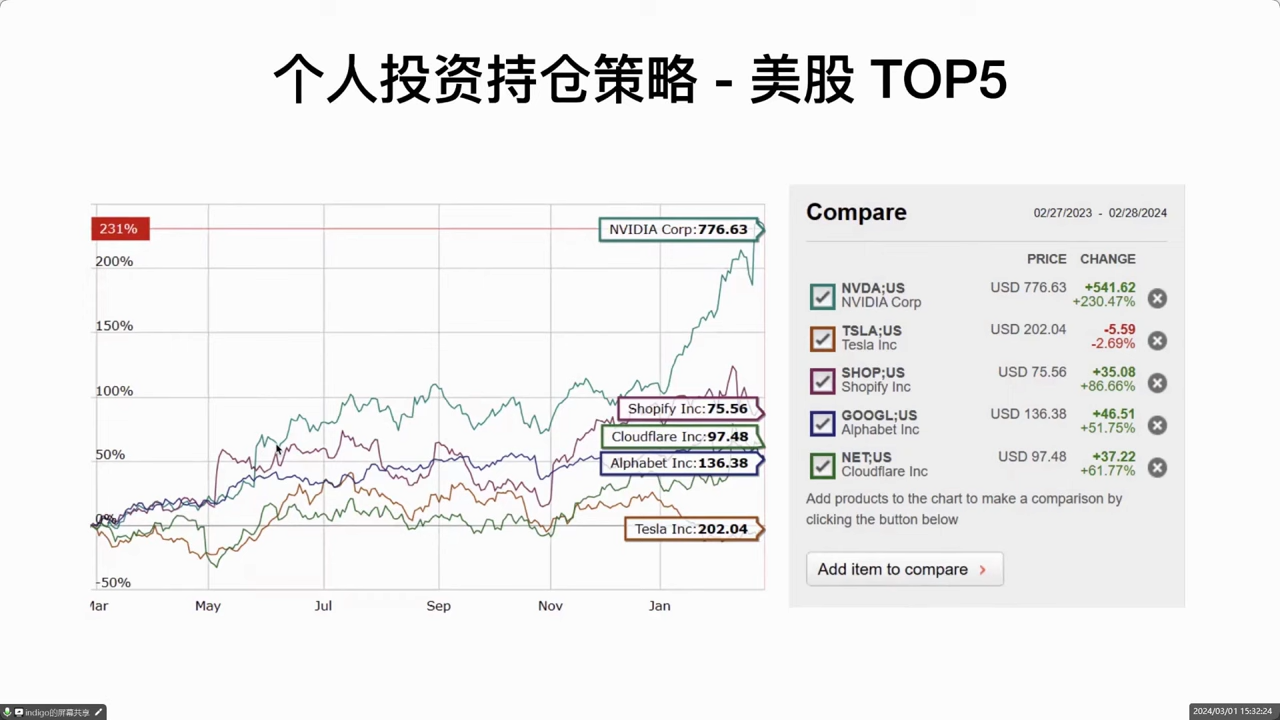 个人投资持仓策略 - 美股 TOP5
231%
200%
150%
100%
50%
0%
-50%
Mar
May
Jul
Sep
Nov
Jan
NVIDIA Corp:776.63
Shopify Inc:75.56
Cloudflare Inc:97.48
Alphabet Inc:136.38
Tesla Inc:202.04
Compare
02/27/2023 - 02/28/2024
PRICE CHANGE
NVDA;US USD 776.63 +541.62
NVIDIA Corp +230.47%
TSLA;US USD 202.04 -5.59
Tesla Inc -2.69%
SHOP;US USD 75.56 +35.08
Shopify Inc +86.66%
GOOGL;US USD 136.38 +46.51
Alphabet Inc +51.75%
NET;US USD 97.48 +37.22
Cloudflare Inc +61.77%
Add products to the chart to make a comparison by
clicking the button below
Add item to compare
indigo的屏幕共享
2024/03/01 15:32:24